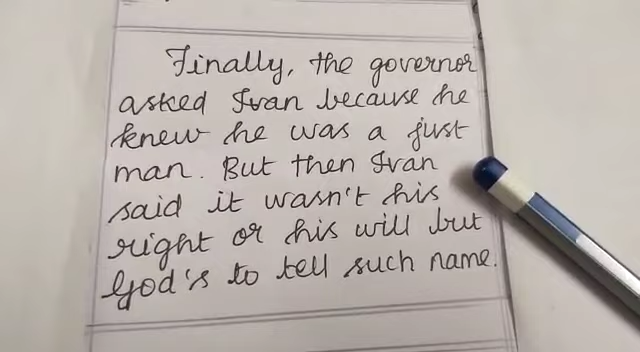 Finally, the governor
asked Ivan because he
knew he was a just
man. But then Ivan
said it wasn't his
right or his will but
God's to tell such name.